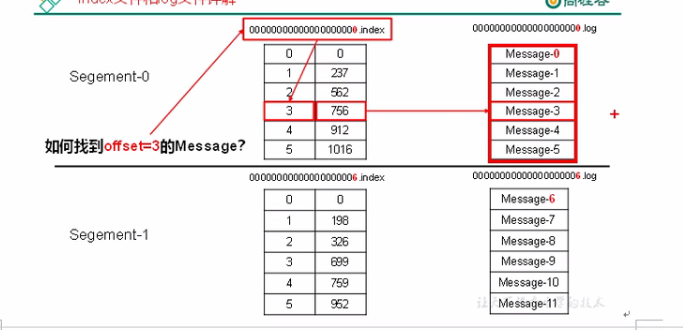 index文件和log文件详解
00000000000000000000.index
00000000000000000000.log
Segement-0
0 0
1 237
2 562
3 756
4 912
5 1016
Message-0
Message-1
Message-2
Message-3
Message-4
Message-5
如何找到offset=3的Message?
00000000000000000006.index
00000000000000000006.log
Segement-1
0 0
1 198
2 326
3 699
4 759
5 952
Message-6
Message-7
Message-8
Message-9
Message-10
Message-11